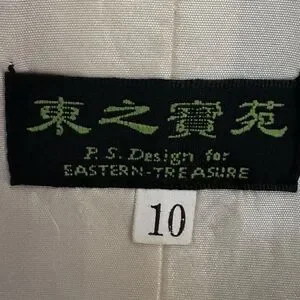 東之寶苑
P.S. Design for
EASTERN-TREASURE
10